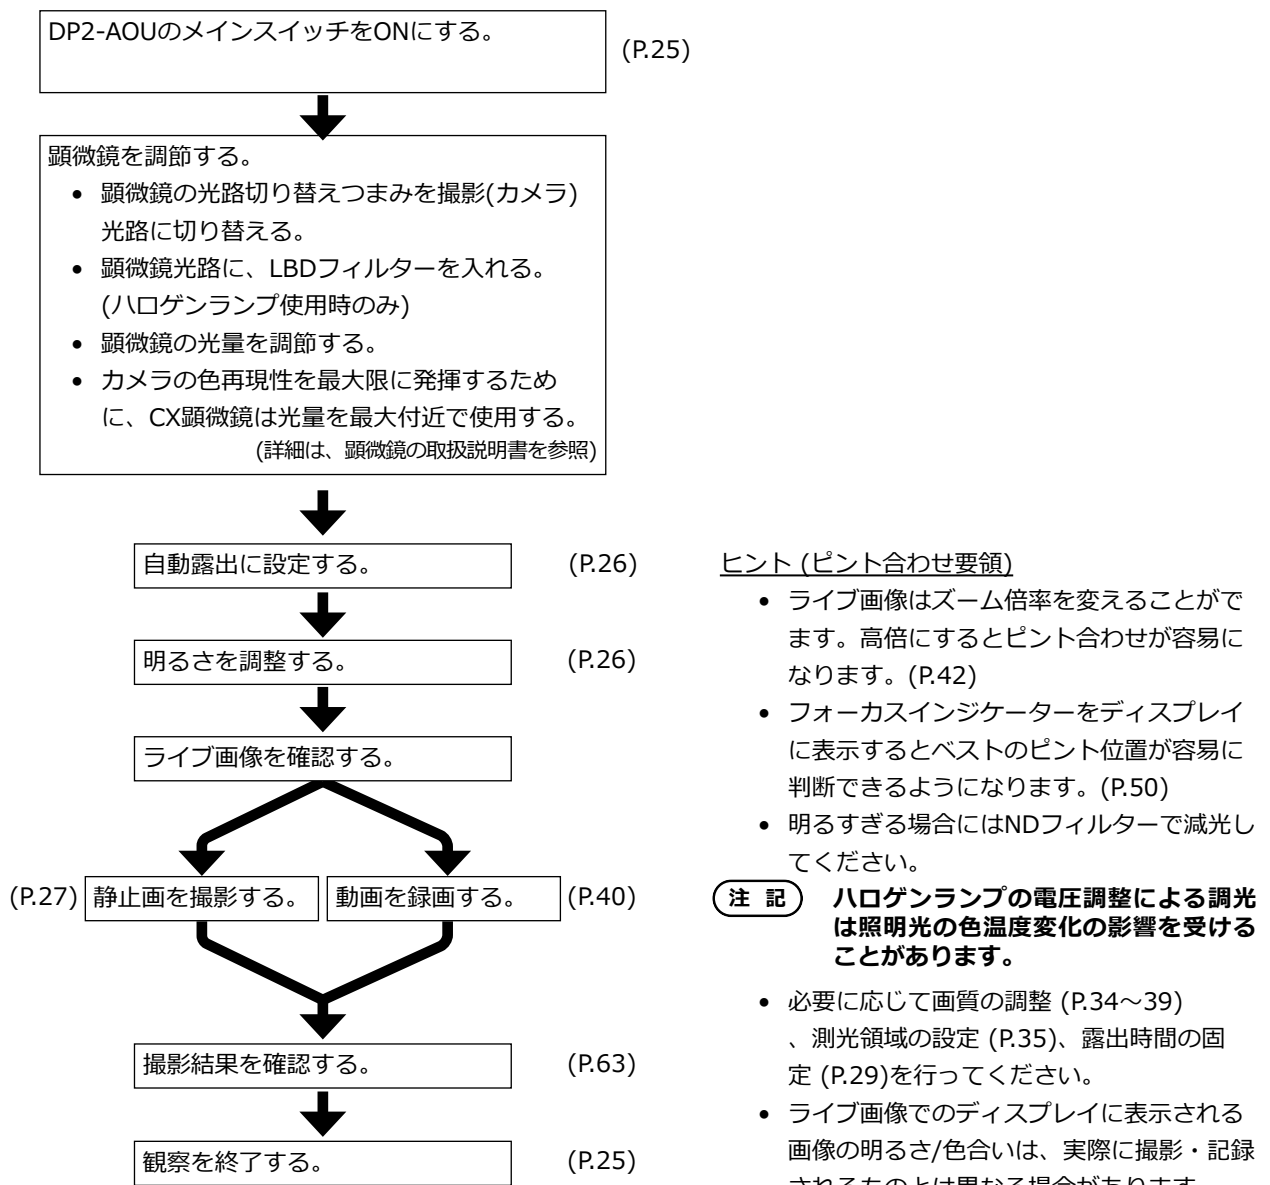 DP2-AOUのメインスイッチをONにする。
(P.25)
顕微鏡を調節する。
• 顕微鏡の光路切り替えつまみを撮影(カメラ)
光路に切り替える。
• 顕微鏡光路に、LBDフィルターを入れる。
(ハロゲンランプ使用時のみ)
• 顕微鏡の光量を調節する。
• カメラの色再現性を最大限に発揮するため
に、CX顕微鏡は光量を最大付近で使用する。
(詳細は、顕微鏡の取扱説明書を参照)
自動露出に設定する。
(P.26)
明るさを調整する。
(P.26)
ライブ画像を確認する。
(P.27)
静止画を撮影する。
動画を録画する。
(P.40)
撮影結果を確認する。
(P.63)
観察を終了する。
(P.25)
ヒント (ピント合わせ要領)
• ライブ画像はズーム倍率を変えることがで
ます。高倍にするとピント合わせが容易に
なります。(P.42)
• フォーカスインジケーターをディスプレイ
に表示するとベストのピント位置が容易に
判断できるようになります。(P.50)
• 明るすぎる場合にはNDフィルターで減光し
てください。
注 記
ハロゲンランプの電圧調整による調光
は照明光の色温度変化の影響を受ける
ことがあります。
• 必要に応じて画質の調整 (P.34～39)
、測光領域の設定 (P.35)、露出時間の固
定 (P.29)を行ってください。
• ライブ画像でのディスプレイに表示される
画像の明るさ/色合いは、実際に撮影・記録
されるものとは異なる場合があります。